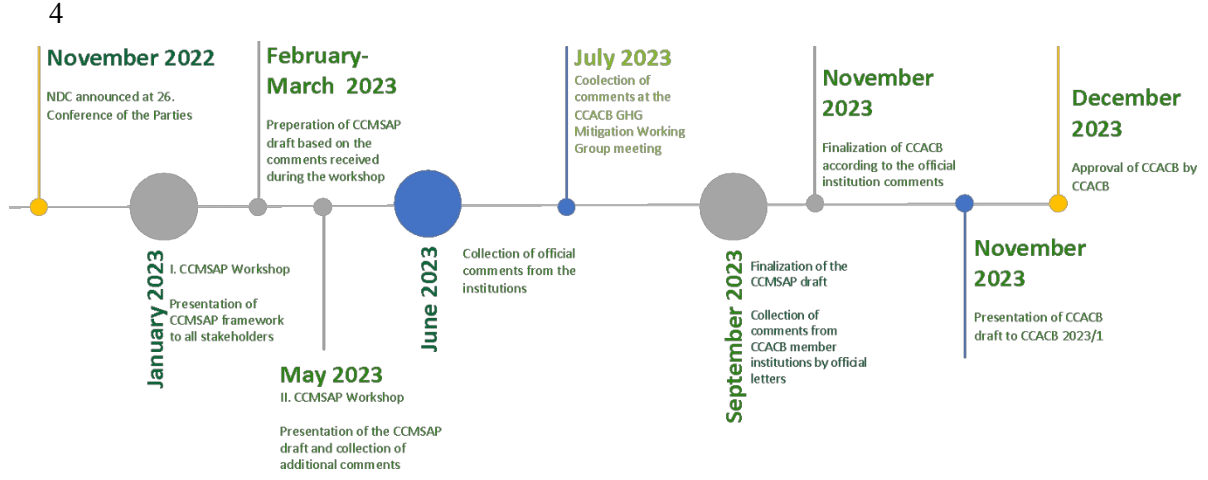 4
November 2022
NDC announced at 26.
Conference of the Parties
January 2023
I. CCMSAP Workshop
Presentation of
CCMSAP framework
to all stakeholders
February-
March 2023
Preperation of CCMSAP
draft based on the
comments received
during the workshop
May 2023
II. CCMSAP Workshop
Presentation of the CCMSAP
draft and collection of
additional comments
June 2023
Collection of official
comments from the
institutions
July 2023
Coolection of
comments at the
CCACB GHG
Mitigation Working
Group meeting
September 2023
Finalization of the
CCMSAP draft
Collection of
comments from
CCACB member
institutions by official
letters
November
2023
Finalization of CCACB
according to the official
institution comments
November
2023
Presentation of CCACB
draft to CCACB 2023/1
December
2023
Approval of CCACB by
CCACB